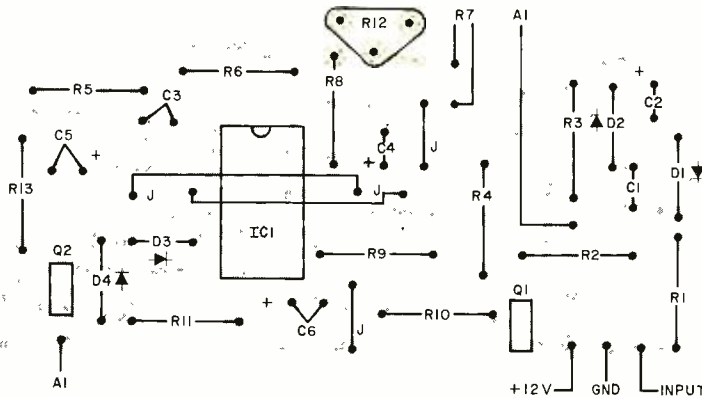 R12
R7
A1
R6
R8
R5
C3
+
C2
R3
D2
C5
+
C4
+
J
D1
R13
J
J
C1
R4
IC1
D3
R9
R2
Q2
D4
+
Q1
R1
R11
C6
J
R10
A1
+12V
GND
INPUT